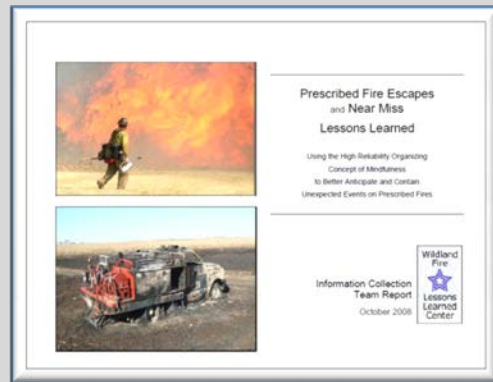 Prescribed Fire Escapes
and Near Miss
Lessons Learned
Using the High Reliability Organizing
Concept of Mindfulness
to Better Anticipate and Contain
Unexpected Events on Prescribed Fires
Information Collection
Team Report
October 2008
Wildland
Fire
Lessons
Learned
Center